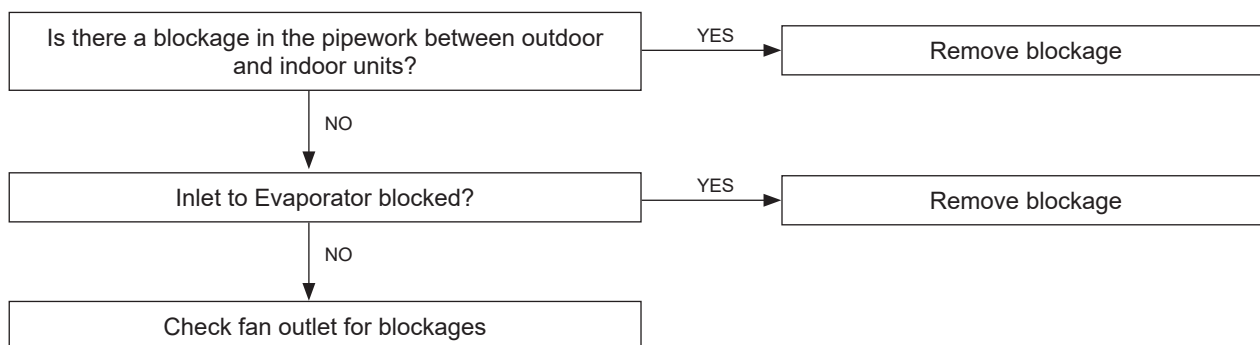 Is there a blockage in the pipework between outdoor
and indoor units?
YES
Remove blockage
NO
Inlet to Evaporator blocked?
YES
Remove blockage
NO
Check fan outlet for blockages